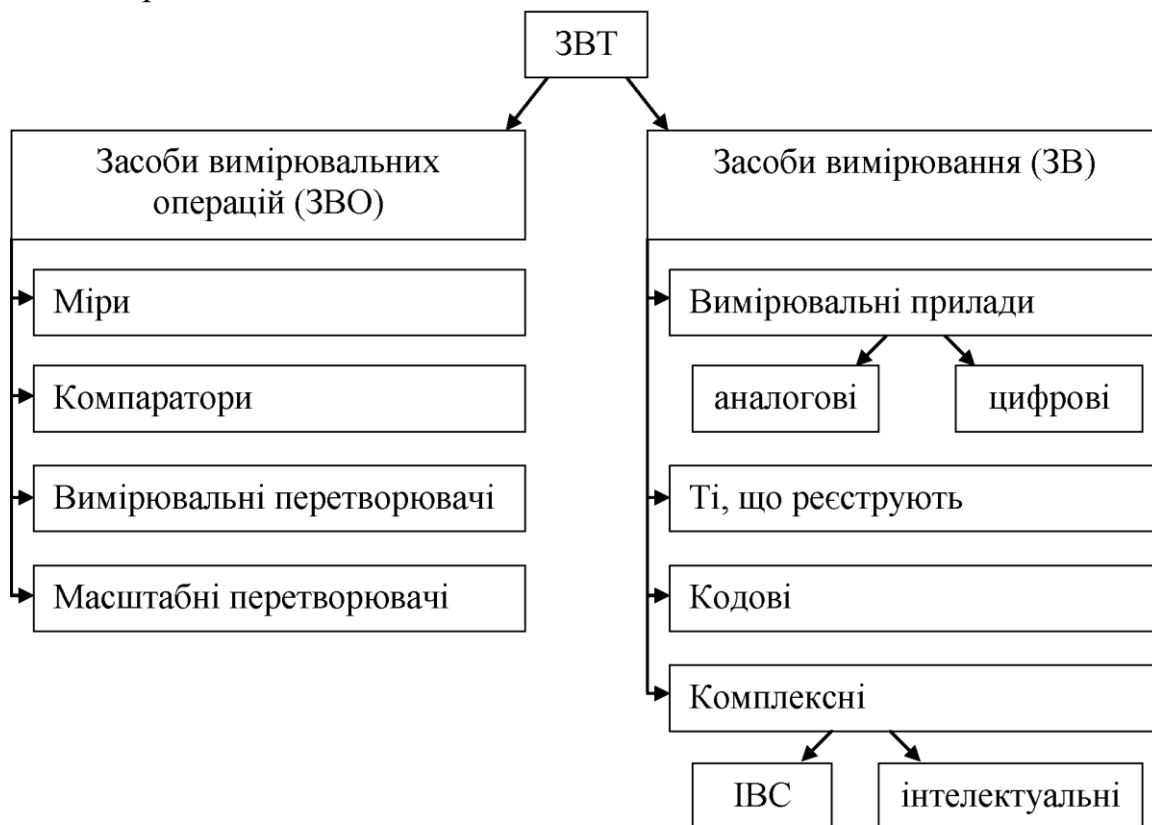 ЗВТ
Засоби вимірювальних
операцій (ЗВО)
Міри
Компаратори
Вимірювальні перетворювачі
Масштабні перетворювачі
Засоби вимірювання (ЗВ)
Вимірювальні прилади
аналогові
цифрові
Ті, що реєструють
Кодові
Комплексні
ІВС
інтелектуальні